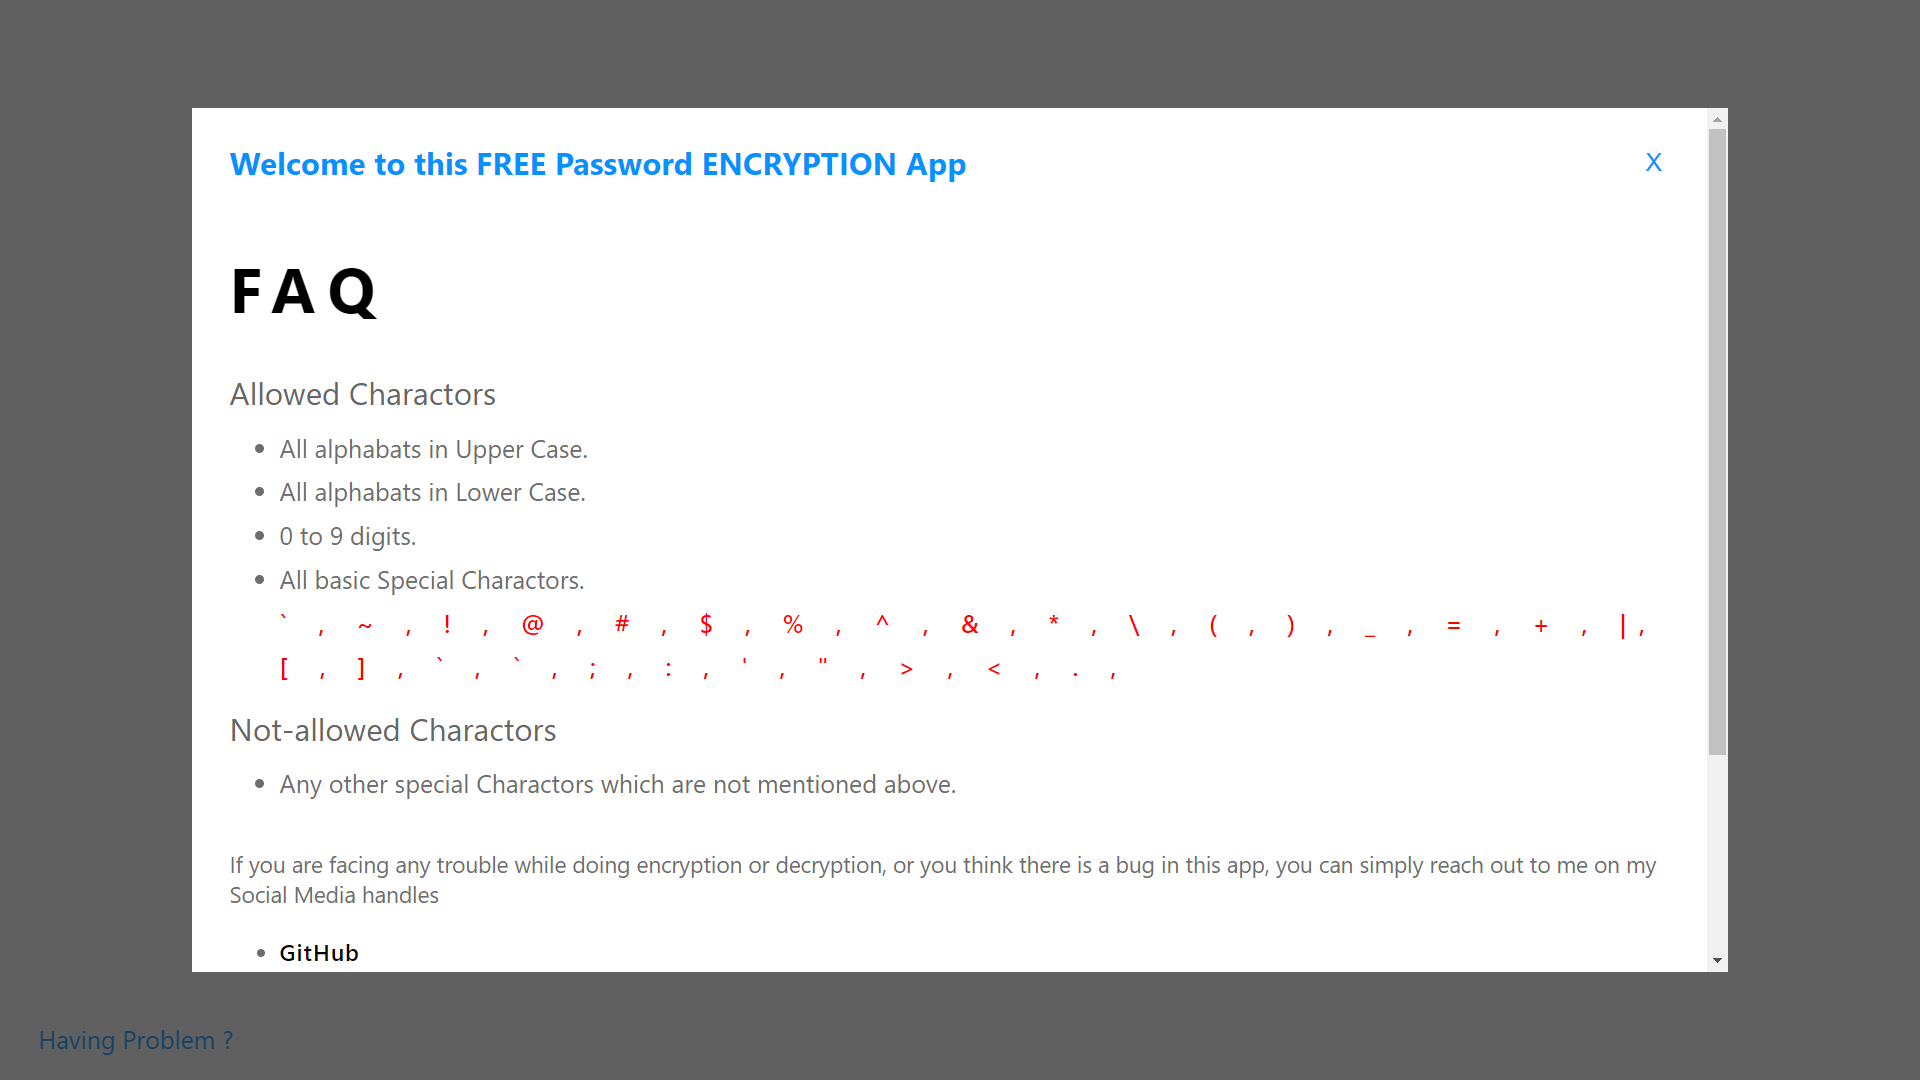 Welcome to this FREE Password ENCRYPTION App
X
FAQ
Allowed Charactors
All alphabats in Upper Case.
All alphabats in Lower Case.
0 to 9 digits.
All basic Special Charactors.
` , ~ , ! , @ , # , $ , % , ^ , & , * , \ , ( , ) , _ , = , + , | ,
[ , ] , ` , ` , ; , : , ' , " , > , < , . ,
Not-allowed Charactors
Any other special Charactors which are not mentioned above.
If you are facing any trouble while doing encryption or decryption, or you think there is a bug in this app, you can simply reach out to me on my
Social Media handles
GitHub
Having Problem ?